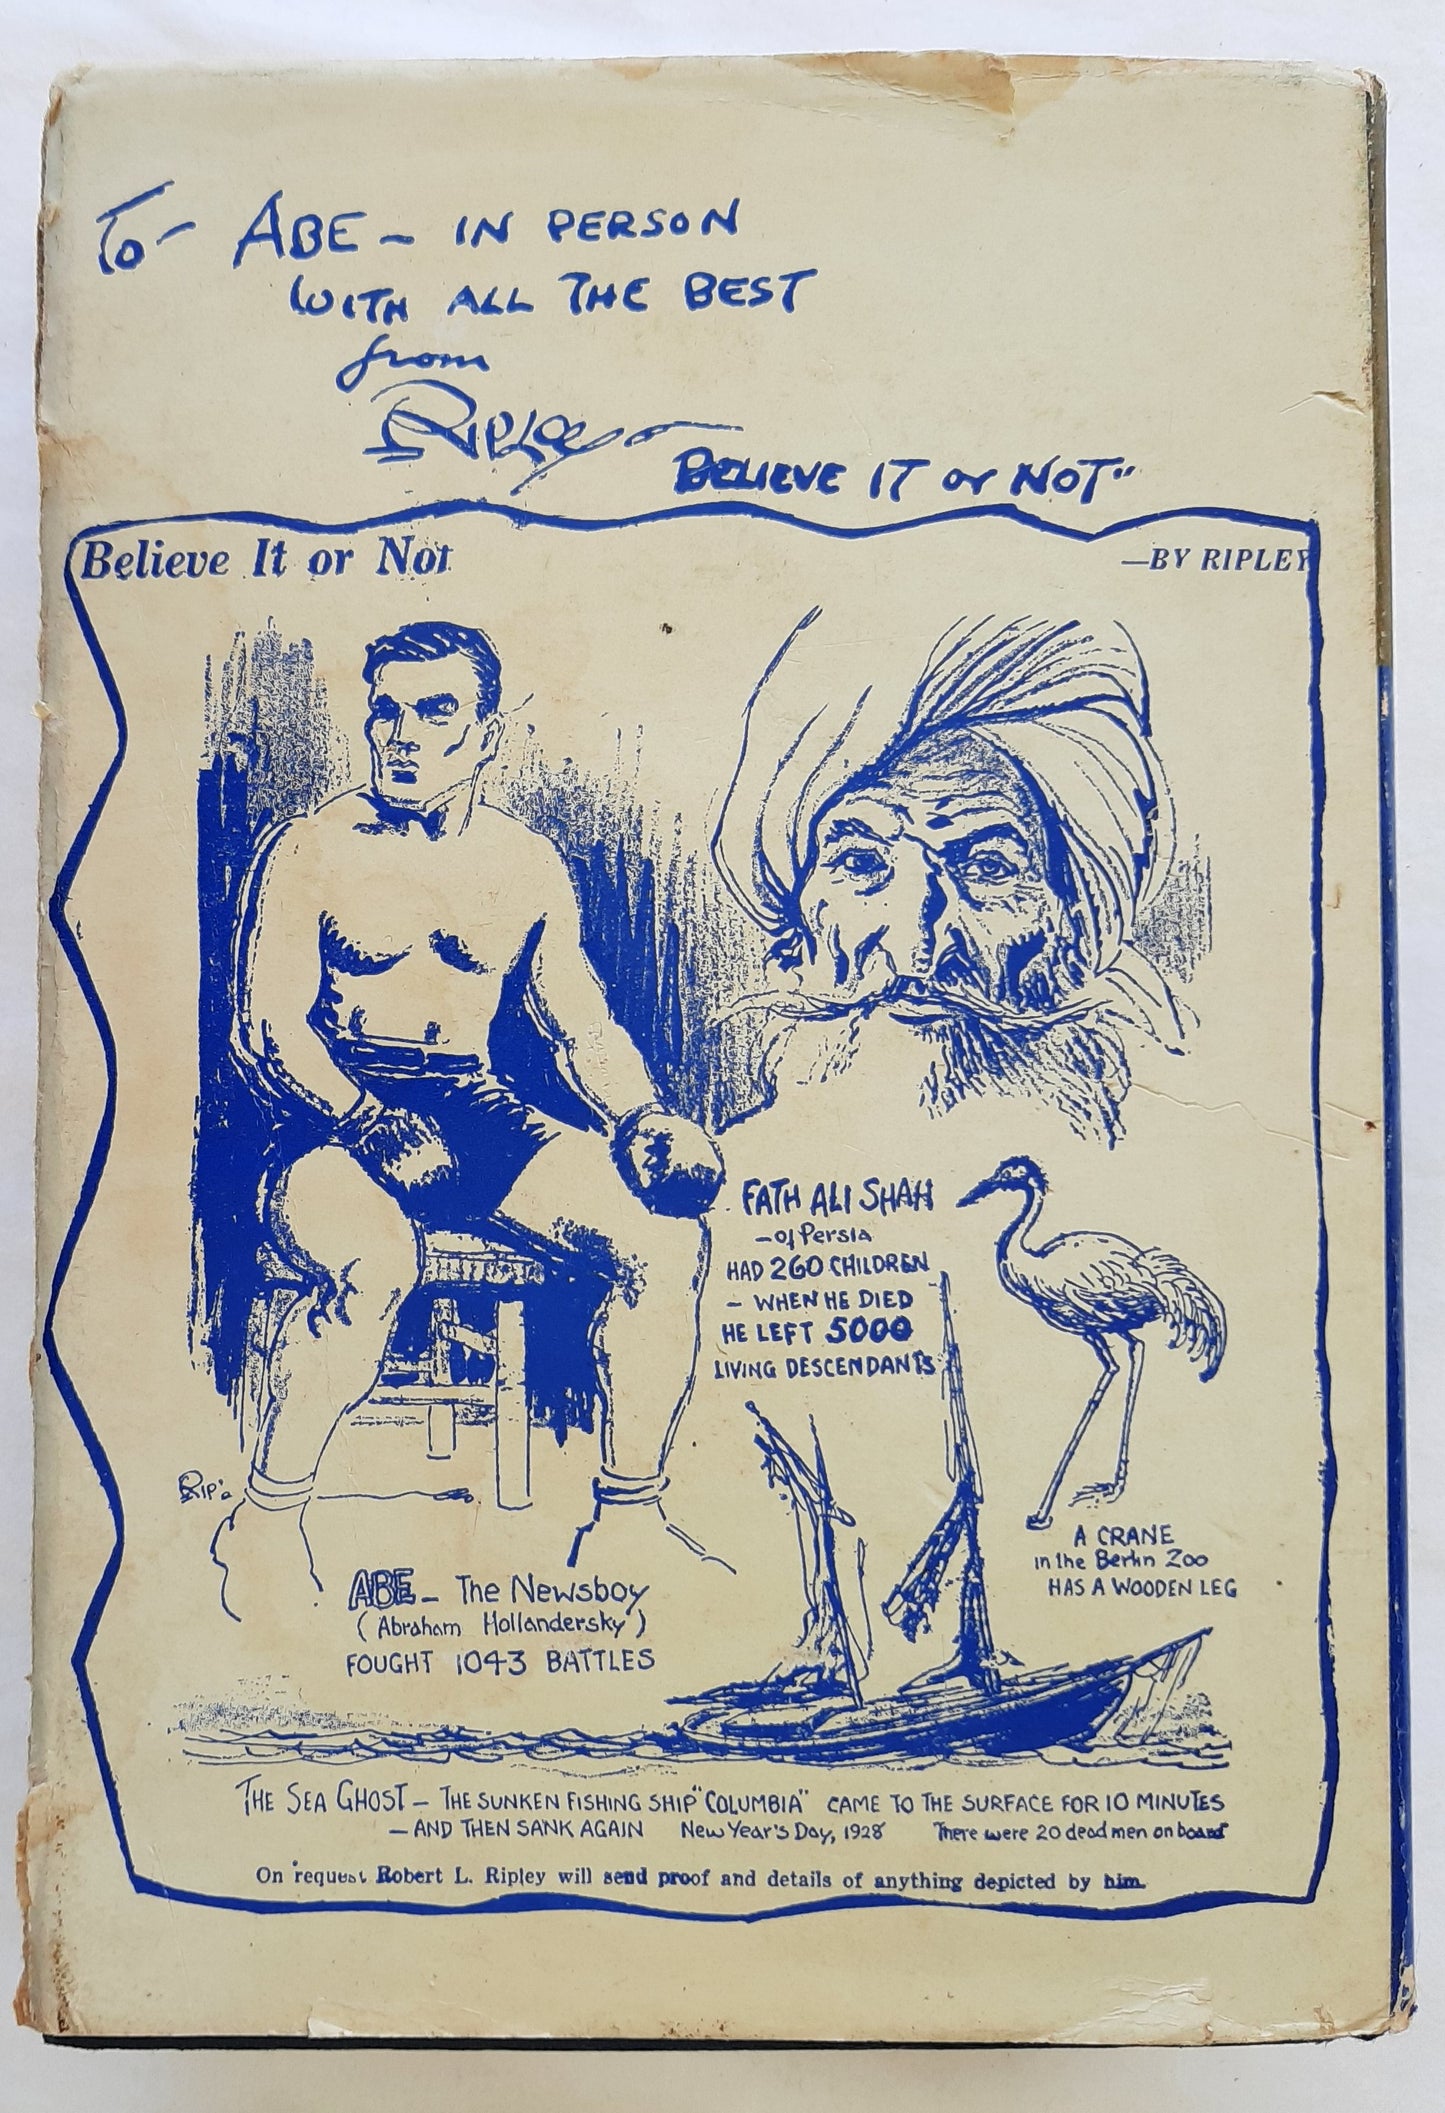 To- ABE - IN PERSON
WITH ALL THE BEST
from
RIPLEY -
BELIEVE IT or NOT"
Believe It or Not
—BY RIPLEY
FATH ALI SHAH
- of Persia
HAD 260 CHILDREN
- WHEN HE DIED
HE LEFT 5000
LIVING DESCENDANTS
RIP'
A CRANE
in the Berlin Zoo
HAS A WOODEN LEG
ABE - The Newsboy
(Abraham Hollandersky)
FOUGHT 1043 BATTLES
THE SEA GHOST - THE SUNKEN FISHING SHIP "COLUMBIA" CAME TO THE SURFACE FOR 10 MINUTES
- AND THEN SANK AGAIN New Year's Day, 1928 There were 20 dead men on board
On request Robert L. Ripley will send proof and details of anything depicted by him.